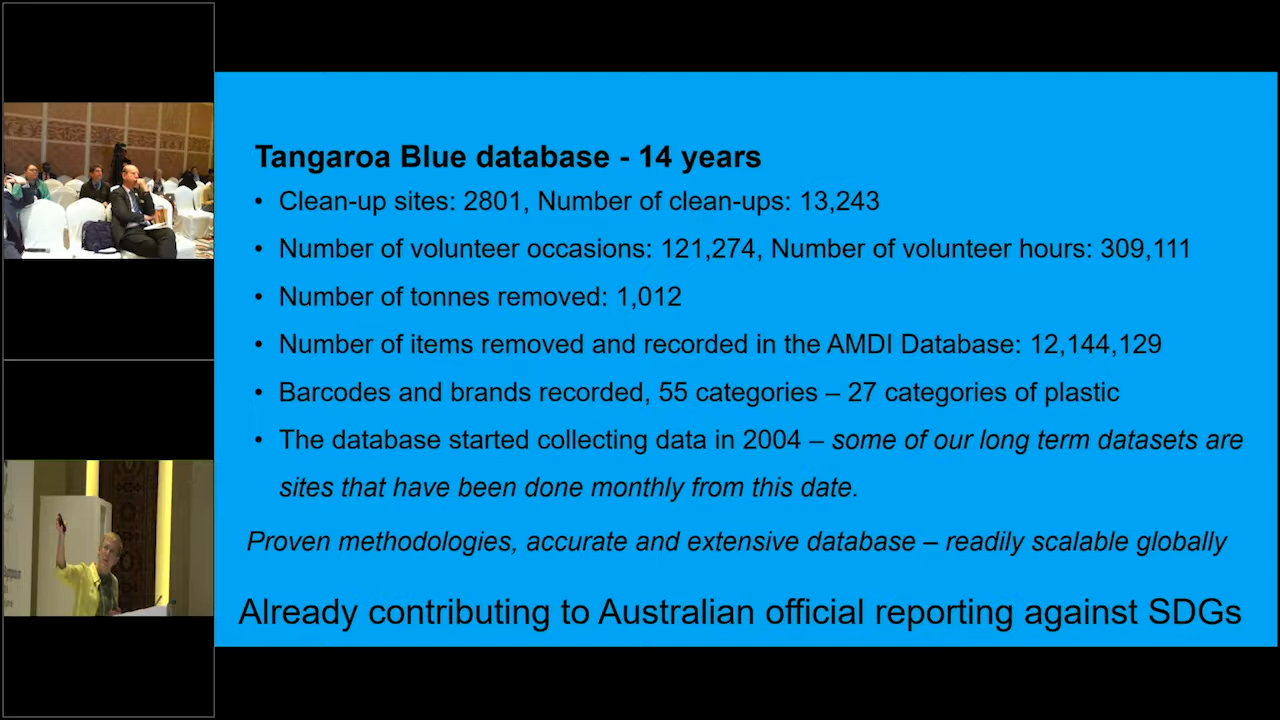 Tangaroa Blue database - 14 years
• Clean-up sites: 2801, Number of clean-ups: 13,243
• Number of volunteer occasions: 121,274, Number of volunteer hours: 309,111
• Number of tonnes removed: 1,012
• Number of items removed and recorded in the AMDI Database: 12,144,129
• Barcodes and brands recorded, 55 categories – 27 categories of plastic
• The database started collecting data in 2004 – some of our long term datasets are
sites that have been done monthly from this date.
Proven methodologies, accurate and extensive database – readily scalable globally
Already contributing to Australian official reporting against SDGs